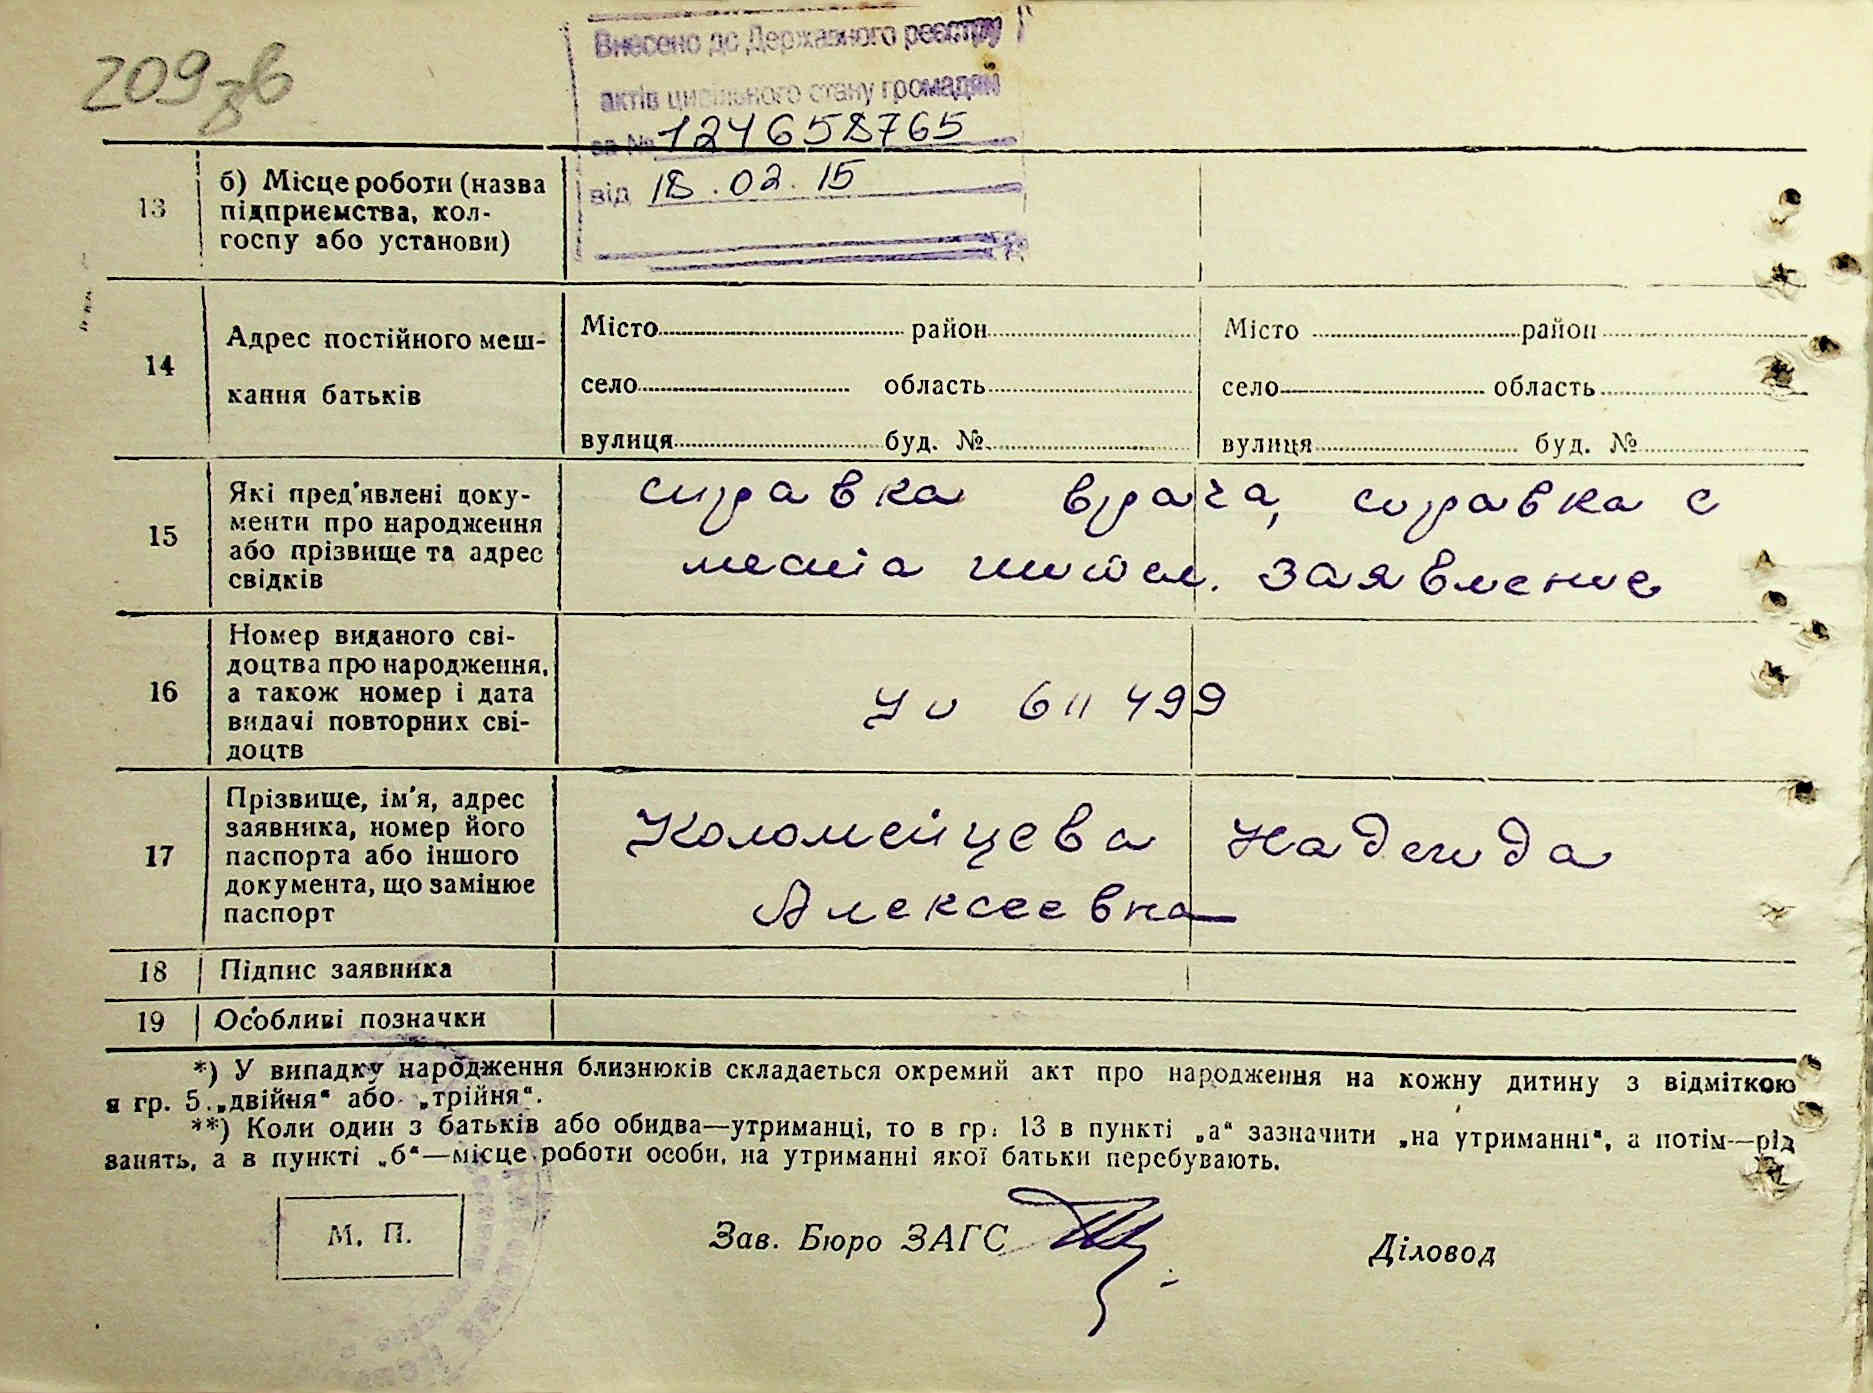 209зв
Внесено до Державного реєстру
актів цивільного стану громадян
за № 124658765
від 18.02.15
13
б) Місце роботи (назва
підприємства, кол-
госпу або установи)
14
Адрес постійного меш-
кання батьків
Місто район Місто район
село область село область
вулиця буд. № вулиця буд. №
15
Які пред'явлені доку-
менти про народження
або прізвище та адрес
свідків
справка врача, справка с
места жител. заявление
16
Номер виданого сві-
доцтва про народження,
а також номер і дата
видачі повторних сві-
доцтв
611499
17
Прізвище, ім'я, адрес
заявника, номер його
паспорта або іншого
документа, що замінює
паспорт
Коломейцева Надежда
Алексеевна
18 Підпис заявника
19 Особливі позначки
*) У випадку народження близнюків складається окремий акт про народження на кожну дитину з відміткою
в гр. 5 „двійня“ або „трійня“.
**) Коли один з батьків або обидва—утриманці, то в гр. 13 в пункті „а“ зазначити „на утриманні“, а потім—рід
занять, а в пункті „б“—місце роботи особи, на утриманні якої батьки перебувають.
М. П.
Зав. Бюро ЗАГС
Діловод